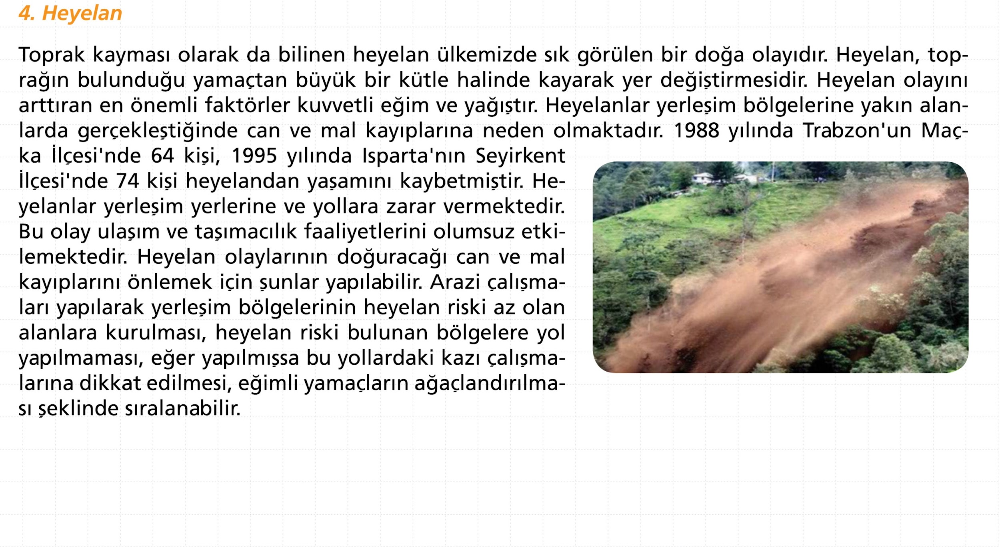 4. Heyelan
Toprak kayması olarak da bilinen heyelan ülkemizde sık görülen bir doğa olayıdır. Heyelan, top-
rağın bulunduğu yamaçtan büyük bir kütle halinde kayarak yer değiştirmesidir. Heyelan olayını
arttıran en önemli faktörler kuvvetli eğim ve yağıştır. Heyelanlar yerleşim bölgelerine yakın alan-
larda gerçekleştiğinde can ve mal kayıplarına neden olmaktadır. 1988 yılında Trabzon'un Maç-
ka İlçesi'nde 64 kişi, 1995 yılında Isparta'nın Seyirkent
İlçesi'nde 74 kişi heyelandan yaşamını kaybetmiştir. He-
yelanlar yerleşim yerlerine ve yollara zarar vermektedir.
Bu olay ulaşım ve taşımacılık faaliyetlerini olumsuz etki-
lemektedir. Heyelan olaylarının doğuracağı can ve mal
kayıplarını önlemek için şunlar yapılabilir. Arazi çalışma-
ları yapılarak yerleşim bölgelerinin heyelan riski az olan
alanlara kurulması, heyelan riski bulunan bölgelere yol
yapılmaması, eğer yapılmışsa bu yollardaki kazı çalışma-
larına dikkat edilmesi, eğimli yamaçların ağaçlandırılma-
sı şeklinde sıralanabilir.